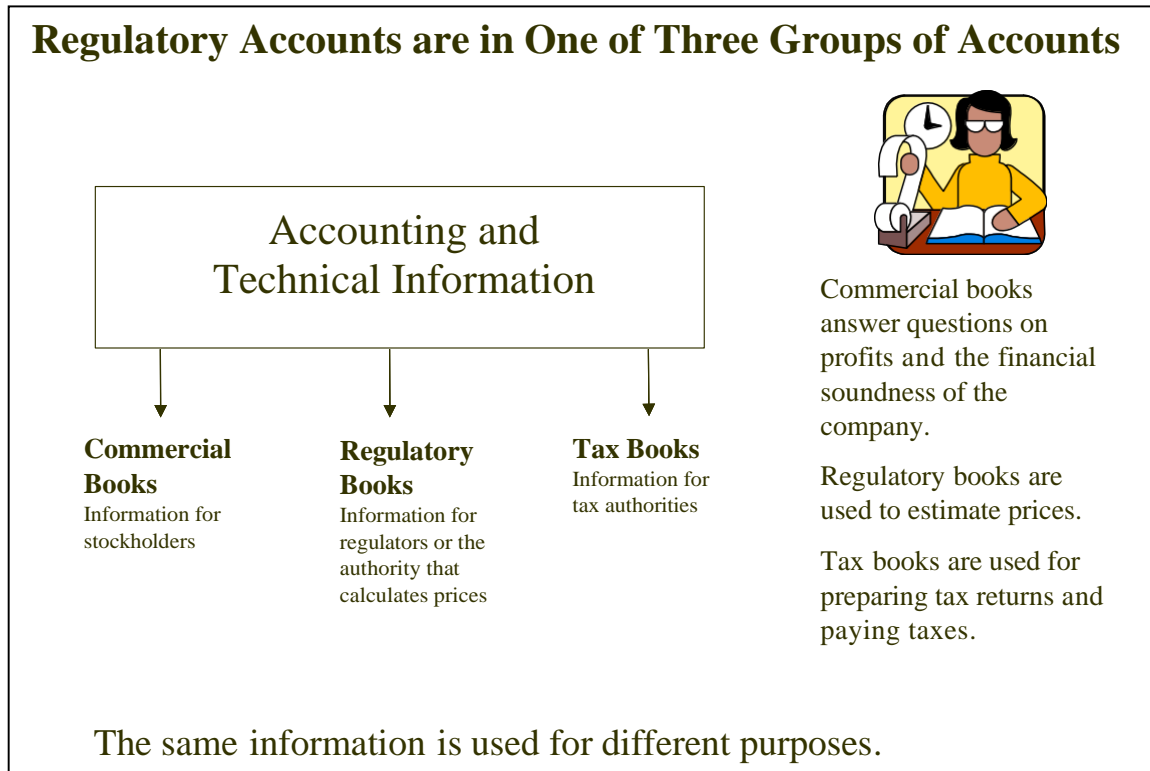 Regulatory Accounts are in One of Three Groups of Accounts
Accounting and
Technical Information
Commercial
Books
Information for
stockholders
Regulatory
Books
Information for
regulators or the
authority that
calculates prices
Tax Books
Information for
tax authorities
Commercial books
answer questions on
profits and the financial
soundness of the
company.
Regulatory books are
used to estimate prices.
Tax books are used for
preparing tax returns and
paying taxes.
The same information is used for different purposes.